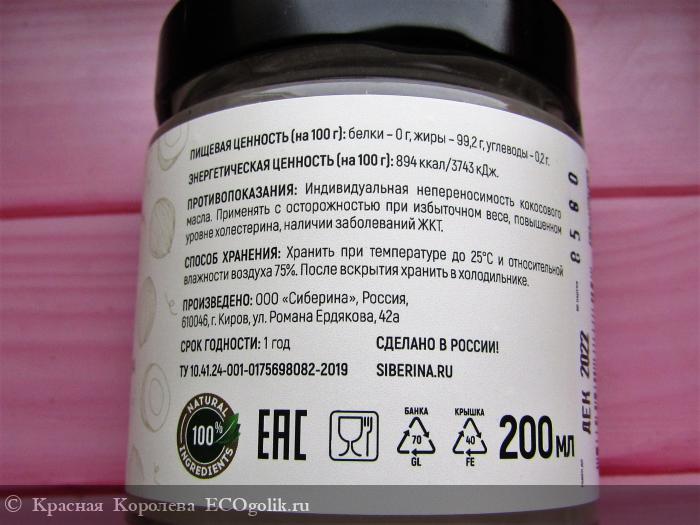 ПИЩЕВАЯ ЦЕННОСТЬ (на 100 г): белки – 0 г, жиры – 99,2 г, углеводы – 0,2 г.
ЭНЕРГЕТИЧЕСКАЯ ЦЕННОСТЬ (на 100 г): 894 ккал/3743 кДж.
ПРОТИВОПОКАЗАНИЯ: Индивидуальная непереносимость кокосового
масла. Применять с осторожностью при избыточном весе, повышенном
уровне холестерина, наличии заболеваний ЖКТ.
СПОСОБ ХРАНЕНИЯ: Хранить при температуре до 25°С и относительной
влажности воздуха 75%. После вскрытия хранить в холодильнике.
ПРОИЗВЕДЕНО: ООО «Сиберина», Россия,
610046, г. Киров, ул. Романа Ердякова, 42а
СРОК ГОДНОСТИ: 1 год
СДЕЛАНО В РОССИИ!
ТУ 10.41.24-001-0175698082-2019
SIBERINA.RU
NATURAL
100%
INGREDIENTS
EAC
БАНКА
70
GL
КРЫШКА
40
FE
200 мл
ДЕК 2022
8580
© Красная Королева ECOgolik.ru